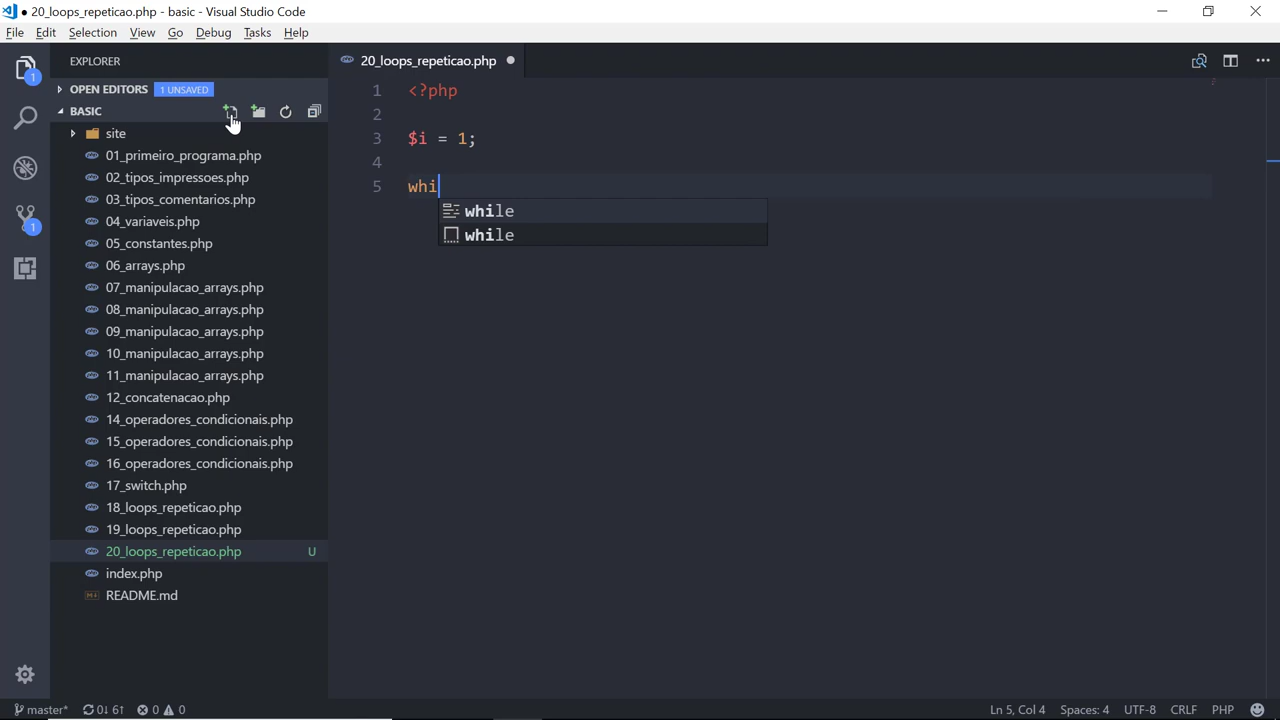 ● 20_loops_repeticao.php - basic - Visual Studio Code
File Edit Selection View Go Debug Tasks Help
EXPLORER
20_loops_repeticao.php
OPEN EDITORS 1 UNSAVED
BASIC
site
01_primeiro_programa.php
02_tipos_impressoes.php
03_tipos_comentarios.php
04_variaveis.php
05_constantes.php
06_arrays.php
07_manipulacao_arrays.php
08_manipulacao_arrays.php
09_manipulacao_arrays.php
10_manipulacao_arrays.php
11_manipulacao_arrays.php
12_concatenacao.php
14_operadores_condicionais.php
15_operadores_condicionais.php
16_operadores_condicionais.php
17_switch.php
18_loops_repeticao.php
19_loops_repeticao.php
20_loops_repeticao.php U
index.php
README.md
1
1
1 <?php
2
3 $i = 1;
4
5 whi
while
while
master* 0↓ 6↑ 0 0 Ln 5, Col 4 Spaces: 4 UTF-8 CRLF PHP